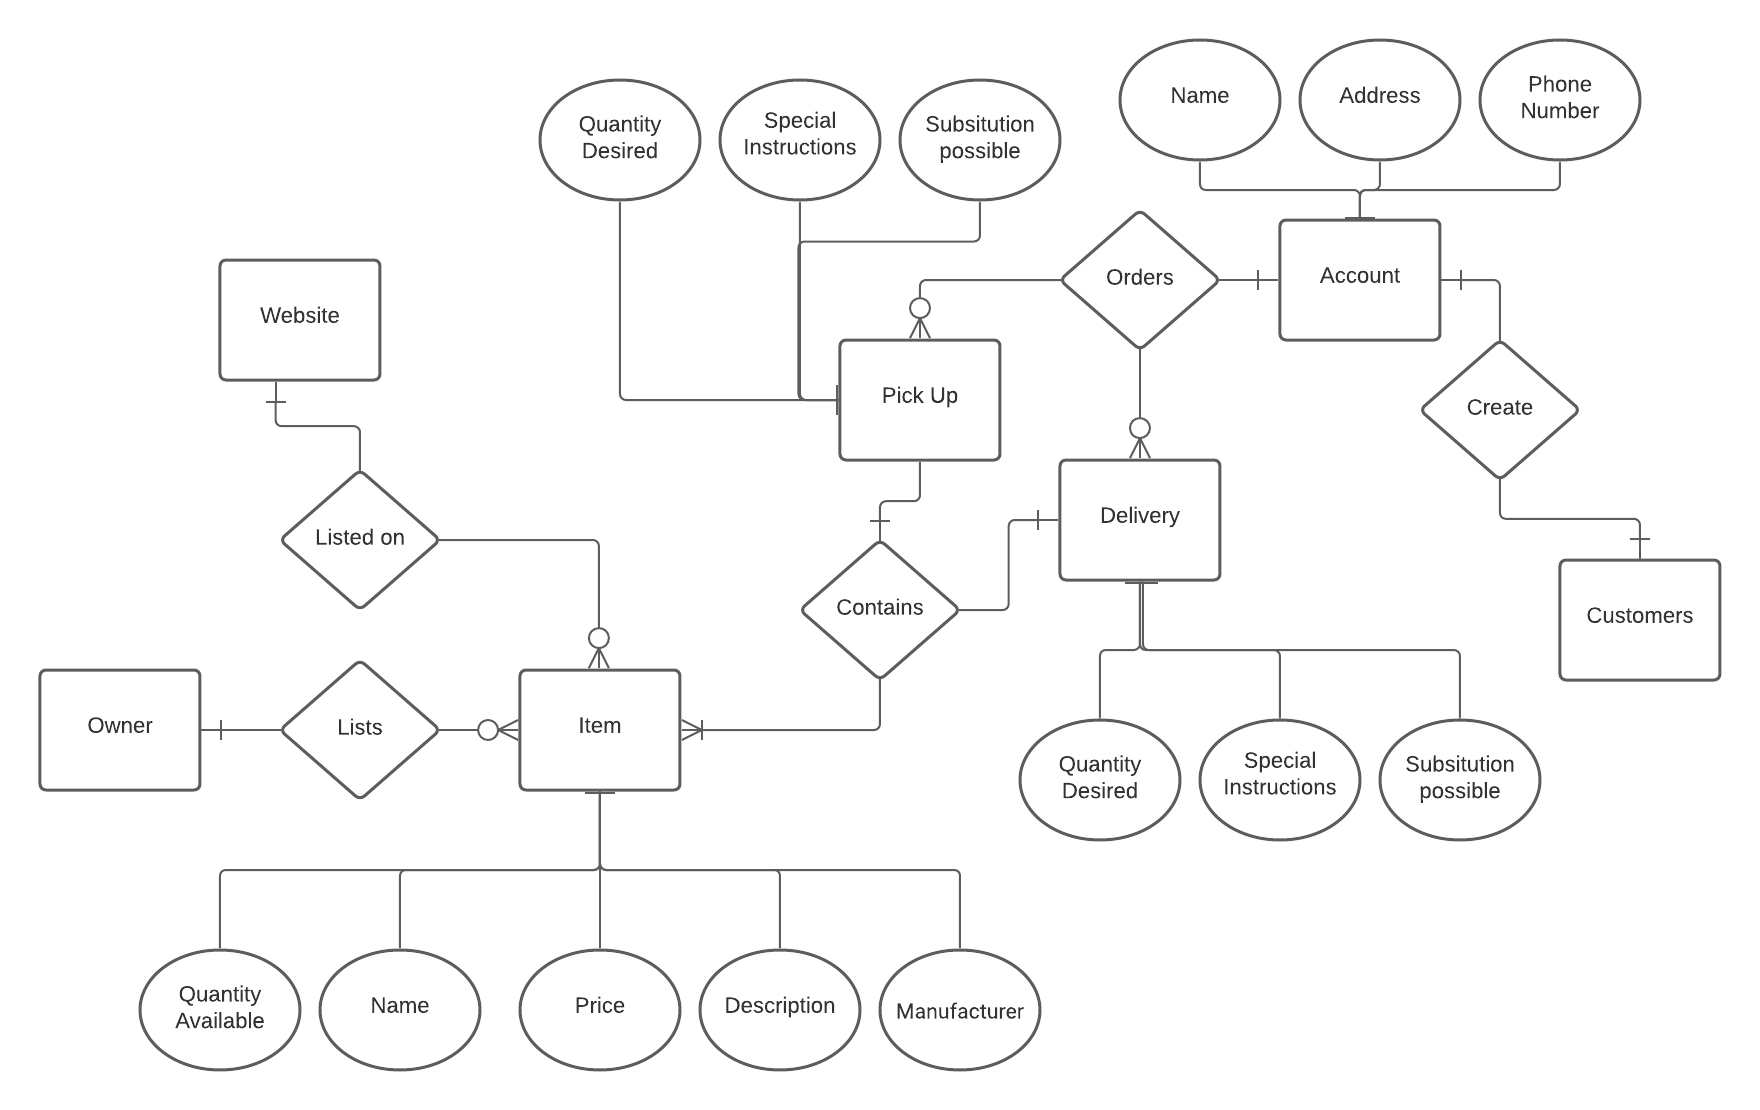 Name
Address
Phone
Number
Quantity
Desired
Special
Instructions
Subsitution
possible
Website
Orders
Account
Pick Up
Create
Listed on
Delivery
Contains
Customers
Owner
Lists
Item
Quantity
Desired
Special
Instructions
Subsitution
possible
Quantity
Available
Name
Price
Description
Manufacturer